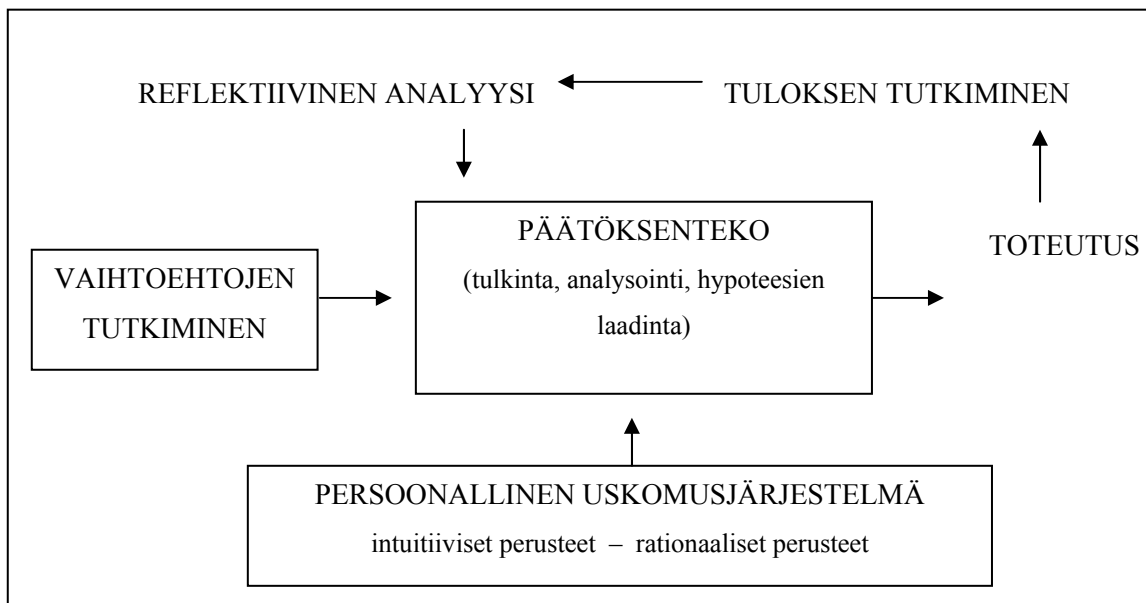 REFLEKTIIVINEN ANALYYSI
TULOKSEN TUTKIMINEN
PÄÄTÖKSENTEKO
(tulkinta, analysointi, hypoteesien
laadinta)
TOTEUTUS
VAIHTOEHTOJEN
TUTKIMINEN
PERSOONALLINEN USKOMUSJÄRJESTELMÄ
intuitiiviset perusteet – rationaaliset perusteet